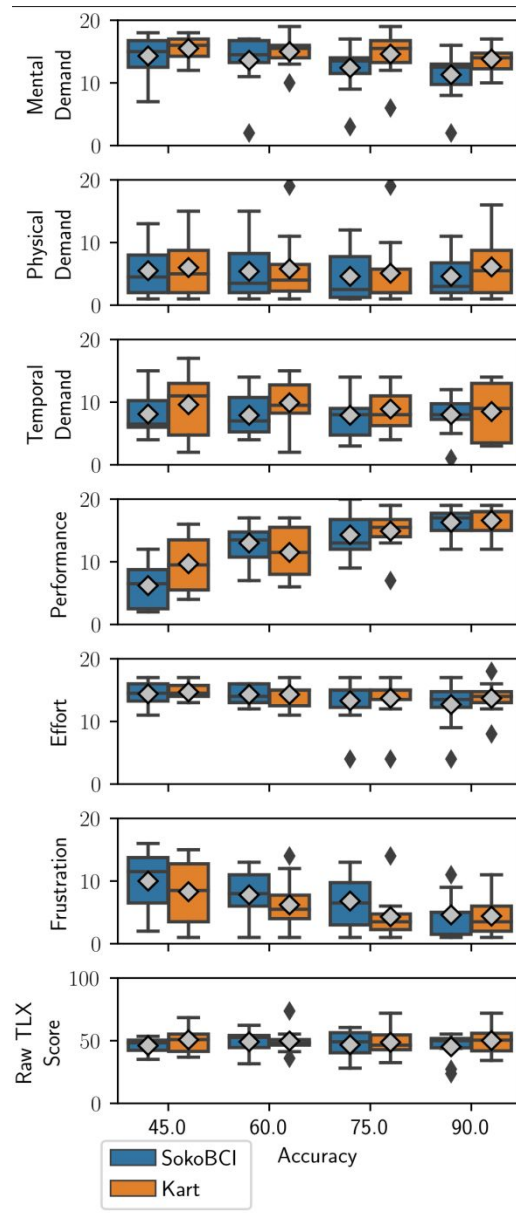 Mental
Demand
20
10
0
Physical
Demand
20
10
0
Temporal
Demand
20
10
0
Performance
20
10
0
Effort
20
10
0
Frustration
20
10
0
Raw TLX
Score
100
50
0
45.0 60.0 75.0 90.0
Accuracy
SokoBCI
Kart